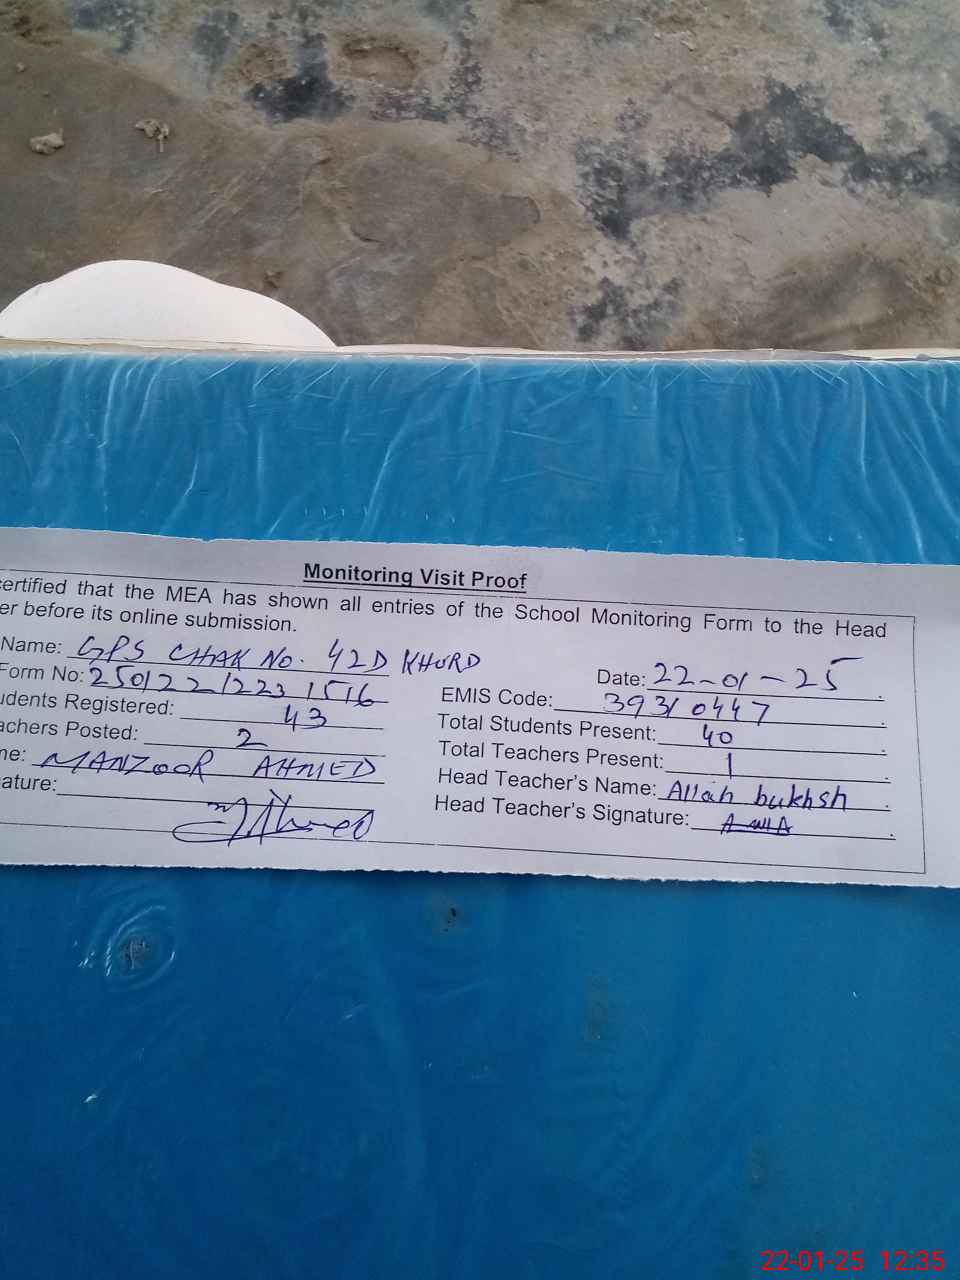 Monitoring Visit Proof
certified that the MEA has shown all entries of the School Monitoring Form to the Head
er before its online submission.
Name: GPS CHAK No. 42D KHURD
Date: 22-01-25
Form No: 250122122315 16
EMIS Code: 39310447
udents Registered: 43
Total Students Present: 40
achers Posted: 2
Total Teachers Present: 1
me: MANZOOR AHMED
Head Teacher's Name: Allah bukhsh
ature:
Head Teacher's Signature:
22-01-25 12:35